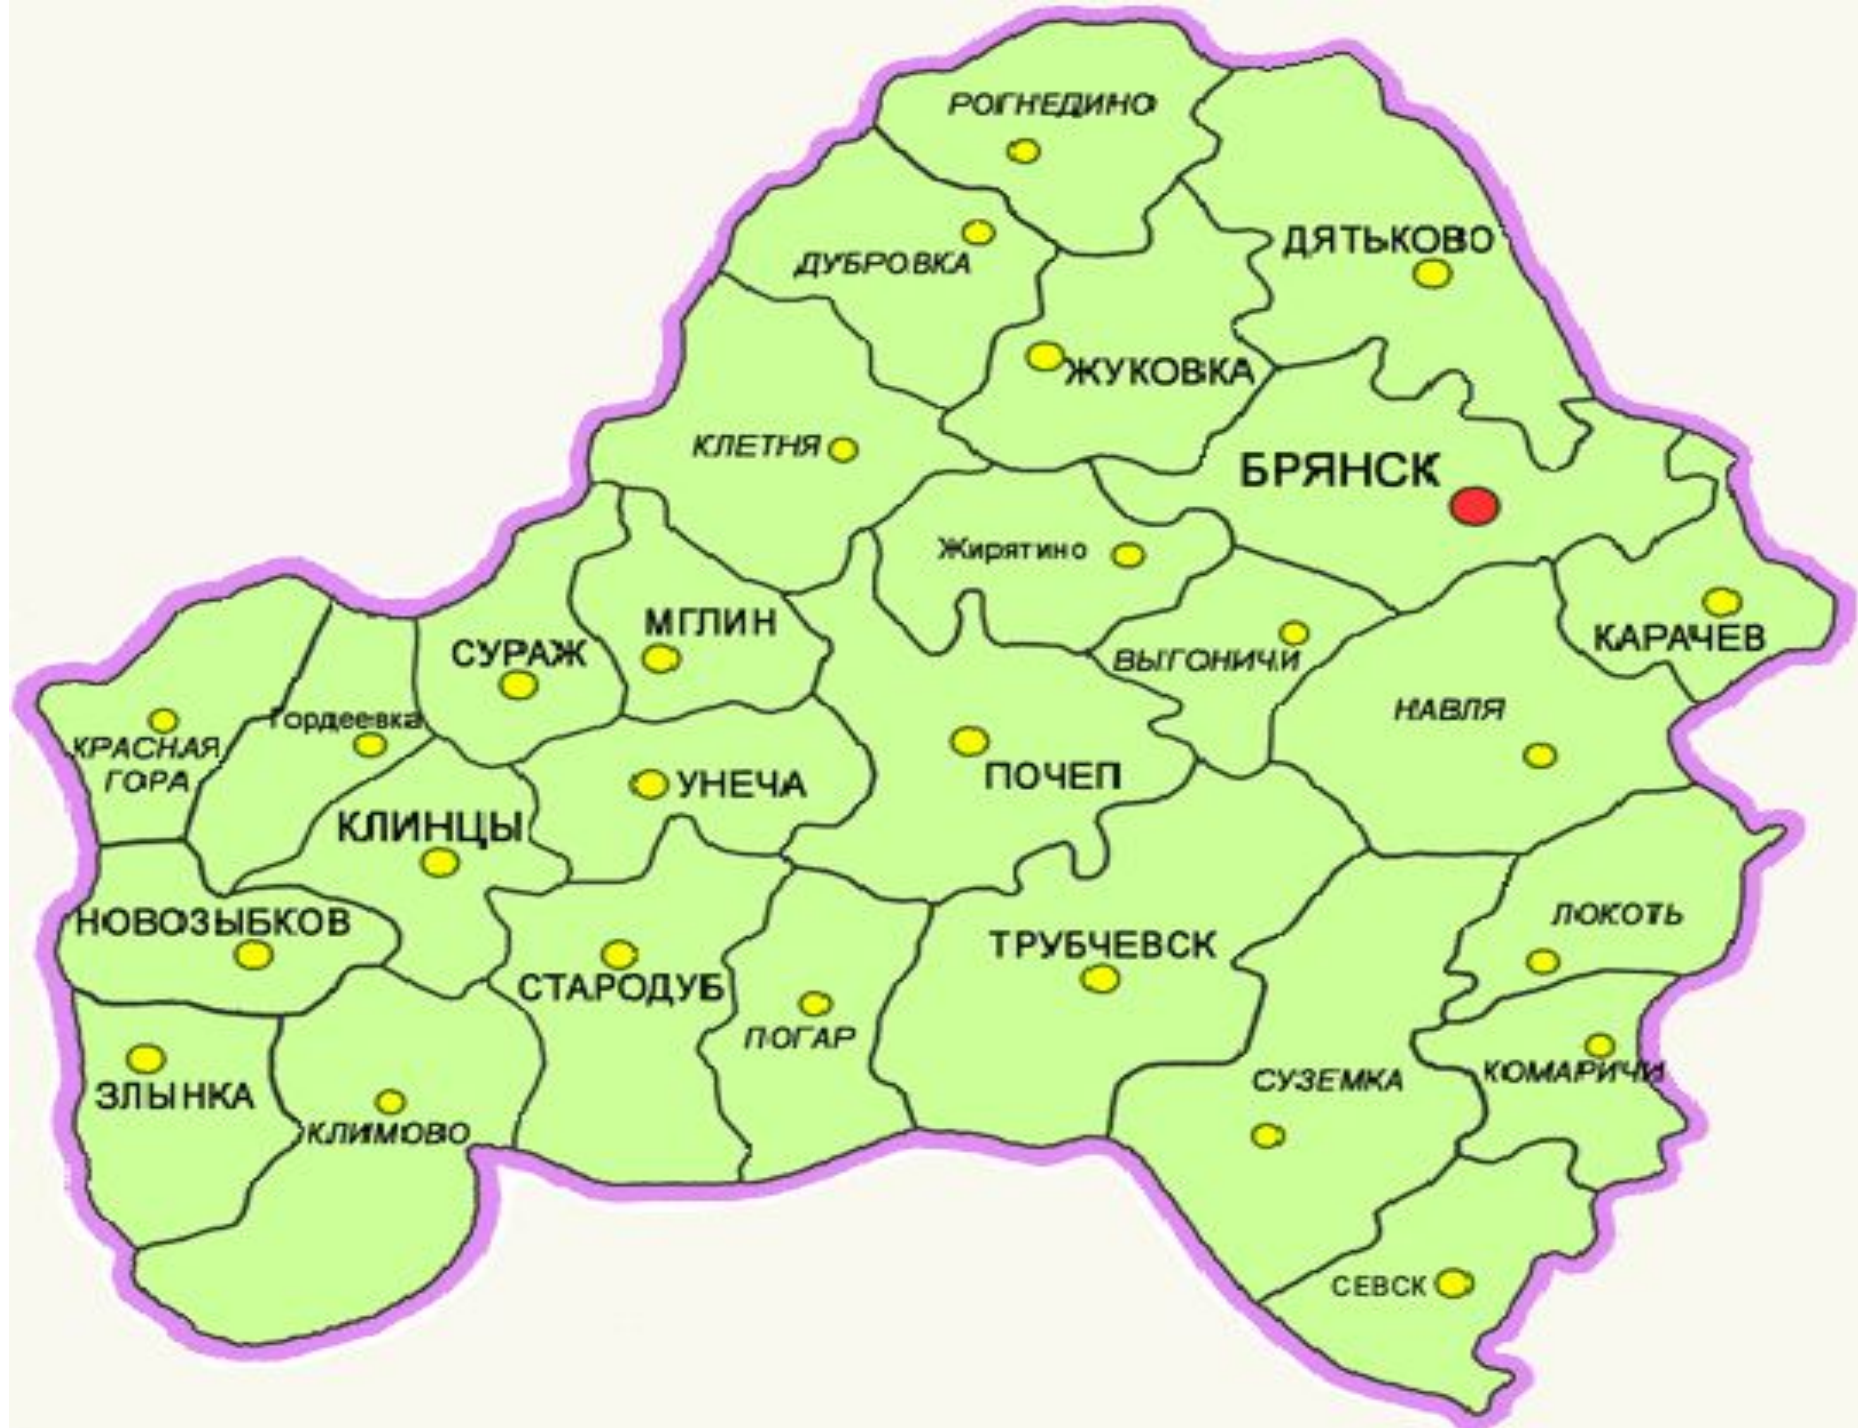 РОГНЕДИНО
ДЯТЬКОВО
ДУБРОВКА
ЖУКОВКА
КЛЕТНЯ
БРЯНСК
Жирятино
МГЛИН
СУРАЖ
ВЫГОНИЧИ
КАРАЧЕВ
НАВЛЯ
Гордеевка
КРАСНАЯ
ГОРА
ПОЧЕП
УНЕЧА
КЛИНЦЫ
НОВОЗЫБКОВ
ЛОКОТЬ
ТРУБЧЕВСК
СТАРОДУБ
ПОГАР
КОМАРИЧИ
СУЗЕМКА
ЗЛЫНКА
КЛИМОВО
СЕВСК